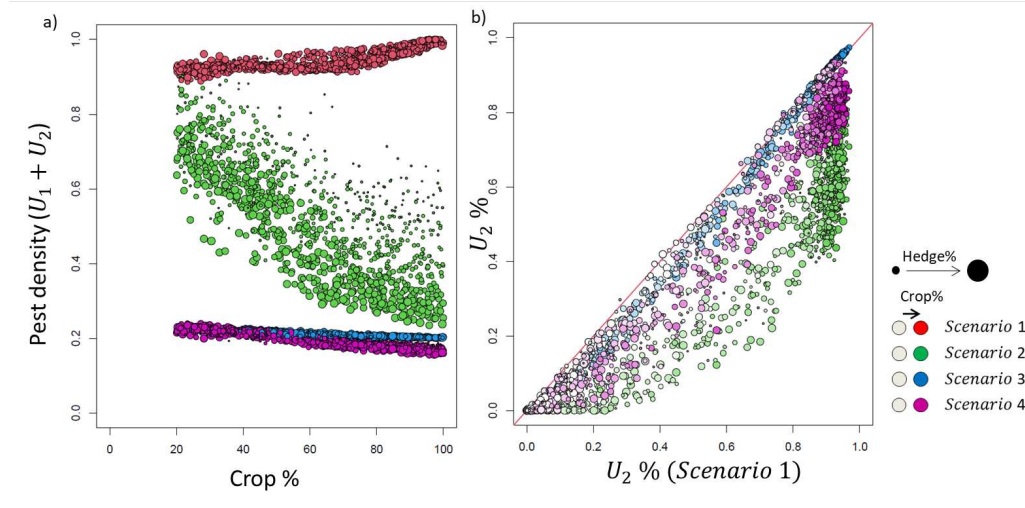 a)
Pest density (U₁ + U₂)
1.0
0.8
0.6
0.4
0.2
0.0
0 20 40 60 80 100
Crop %
b)
U₂ %
1.0
0.8
0.6
0.4
0.2
0.0
0.0 0.2 0.4 0.6 0.8 1.0
U₂ % (Scenario 1)
Hedge%
Crop%
Scenario 1
Scenario 2
Scenario 3
Scenario 4